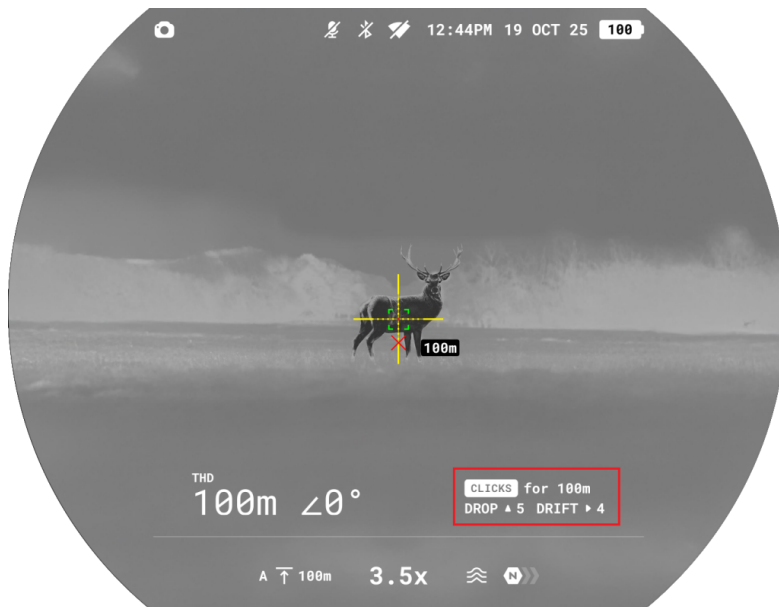 12:44PM 19 OCT 25 100
100m
THD
100m ∠0°
CLICKS for 100m
DROP ▲ 5 DRIFT ▶ 4
A 100m 3.5x N